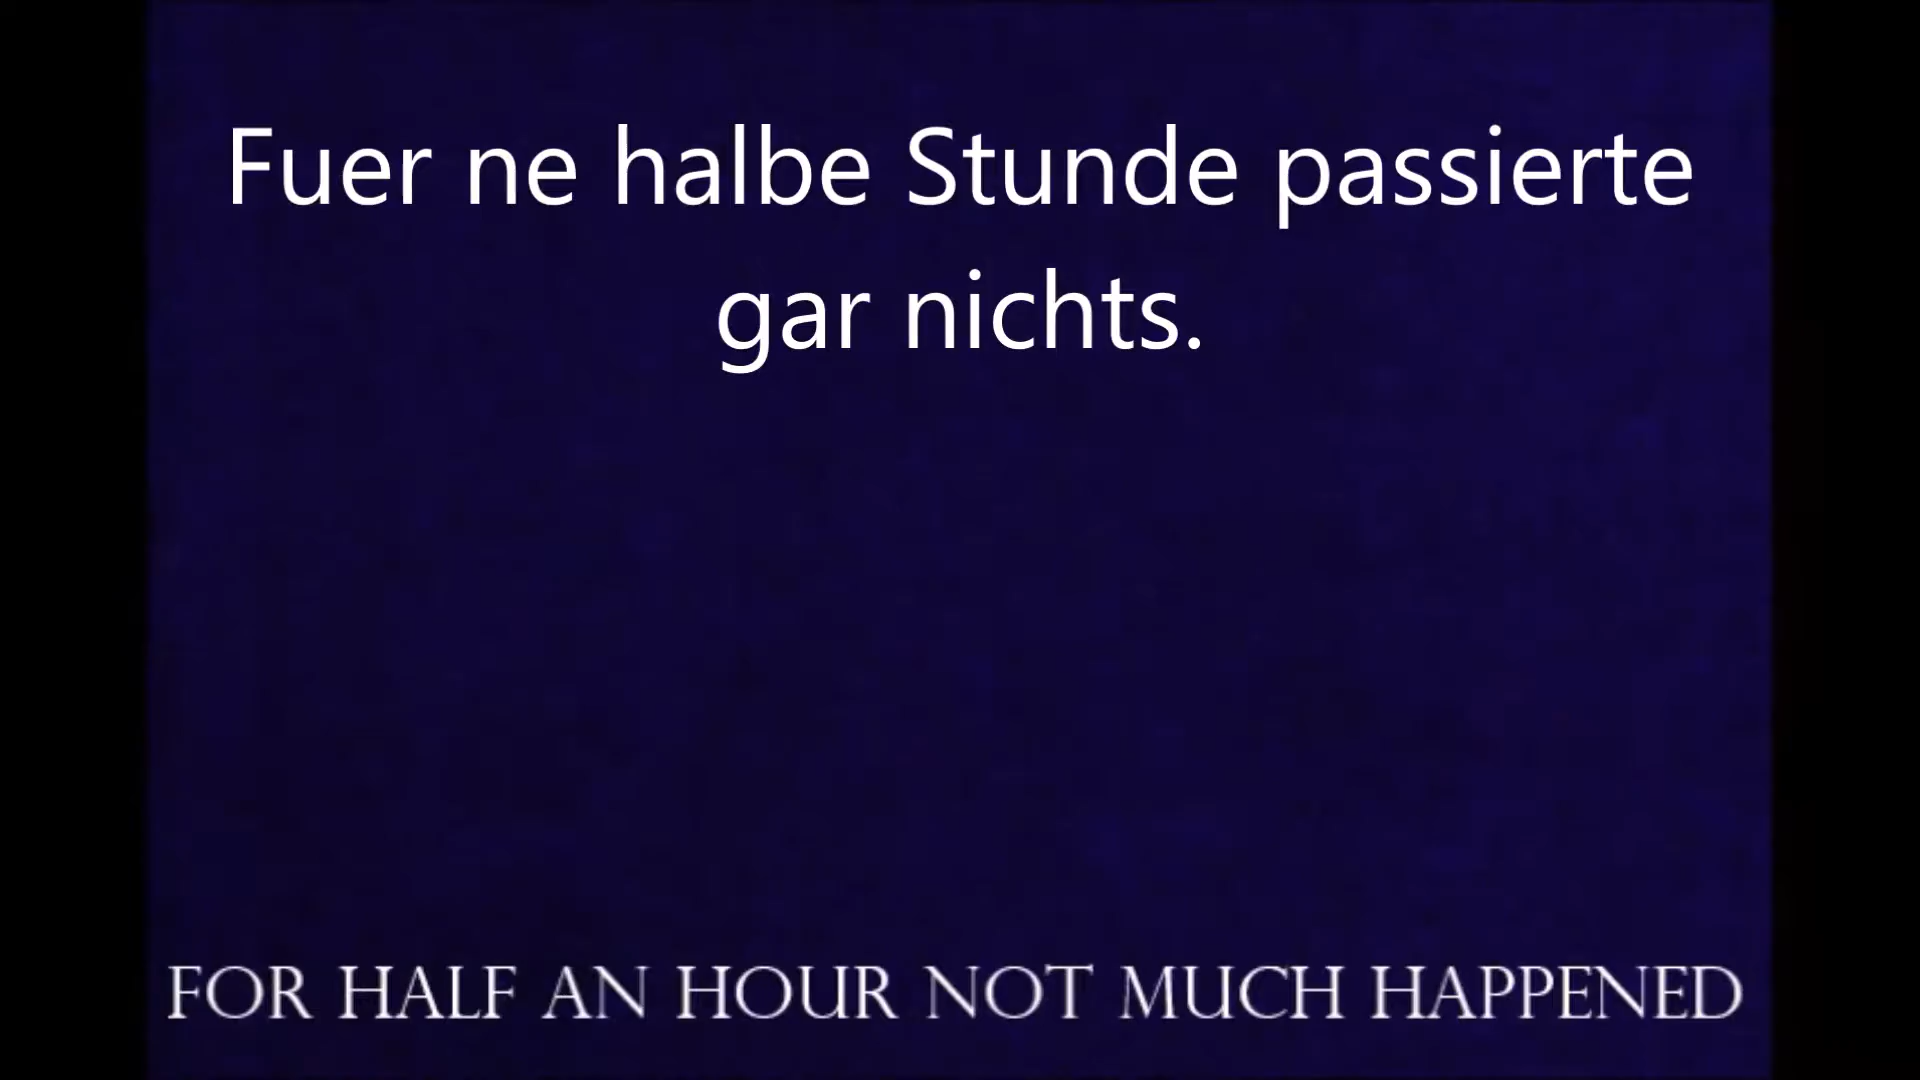 Fuer ne halbe Stunde passierte
gar nichts.
FOR HALF AN HOUR NOT MUCH HAPPENED